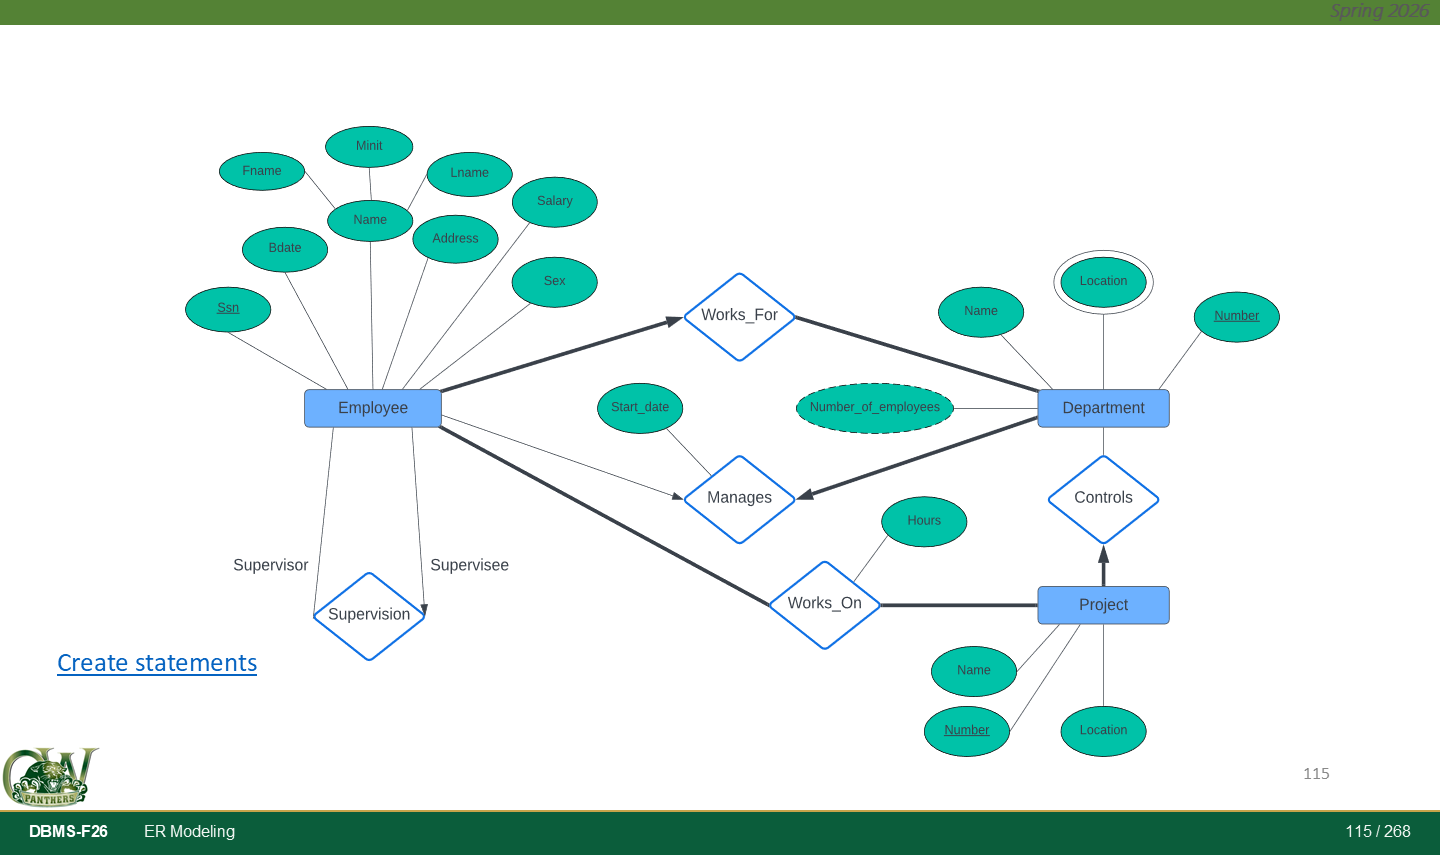 Spring 2026
Minit
Fname
Lname
Salary
Name
Address
Bdate
Sex
Ssn
Works_For
Location
Name
Number
Employee
Start_date
Number_of_employees
Department
Manages
Controls
Hours
Supervisor
Supervisee
Supervision
Works_On
Project
Create statements
Name
Number
Location
CW
PANTHERS
115
DBMS-F26
ER Modeling
115 / 268